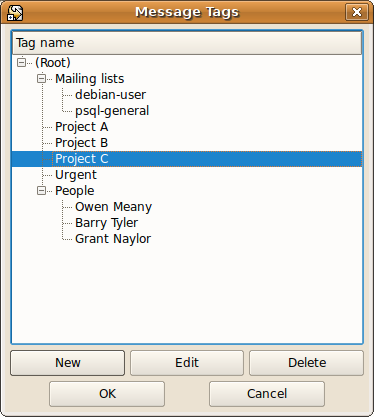 Message Tags
Tag name
(Root)
Mailing lists
debian-user
psql-general
Project A
Project B
Project C
Urgent
People
Owen Meany
Barry Tyler
Grant Naylor
New Edit Delete
OK Cancel